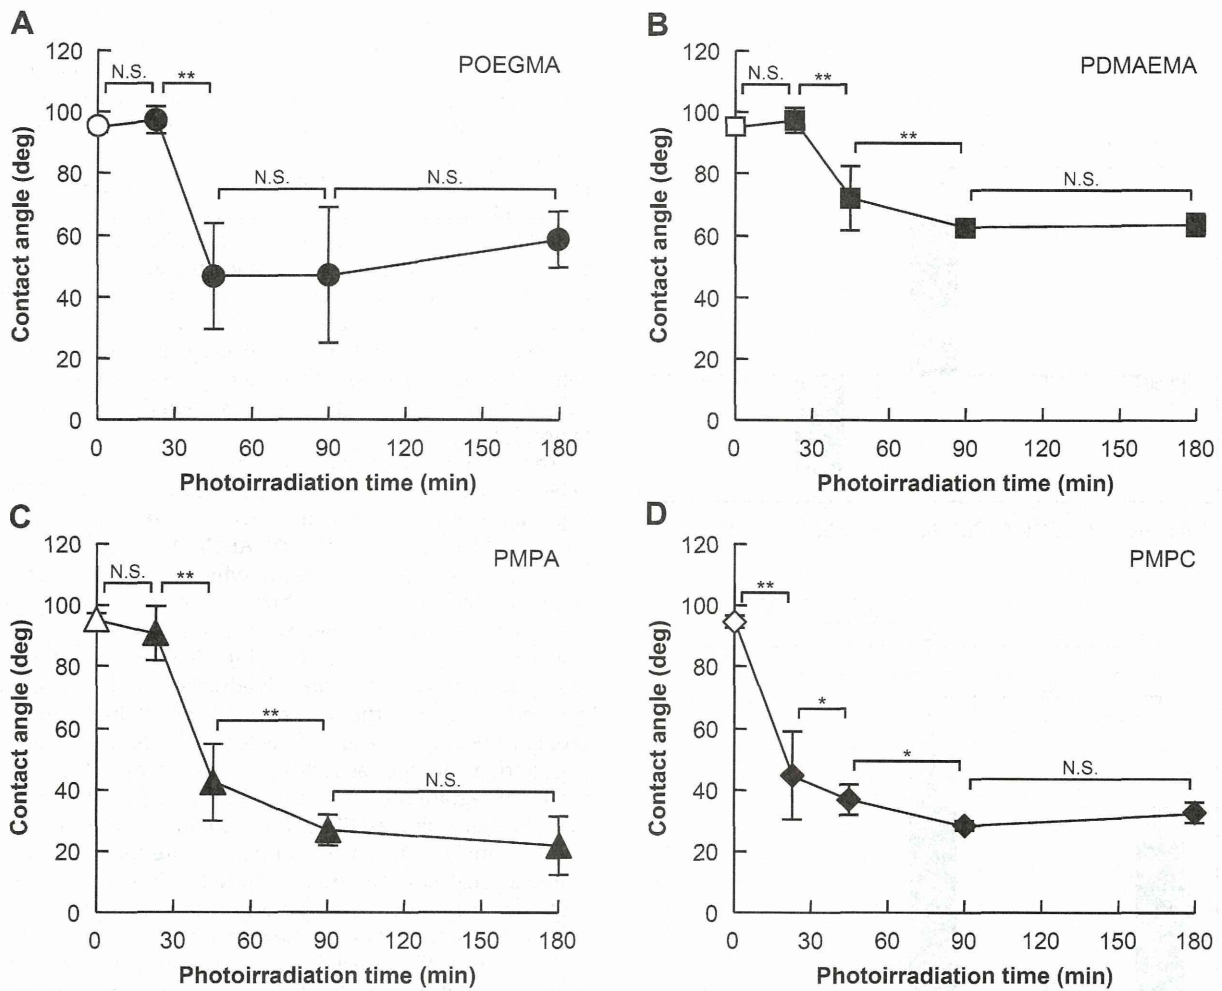 A
POEGMA
N.S.
**
N.S.
N.S.
120
100
80
60
40
20
0
Contact angle (deg)
0 30 60 90 120 150 180
Photoirradiation time (min)
B
PDMAEMA
N.S.
**
**
N.S.
120
100
80
60
40
20
0
Contact angle (deg)
0 30 60 90 120 150 180
Photoirradiation time (min)
C
PMPA
N.S.
**
**
N.S.
120
100
80
60
40
20
0
Contact angle (deg)
0 30 60 90 120 150 180
Photoirradiation time (min)
D
PMPC
**
*
*
N.S.
120
100
80
60
40
20
0
Contact angle (deg)
0 30 60 90 120 150 180
Photoirradiation time (min)